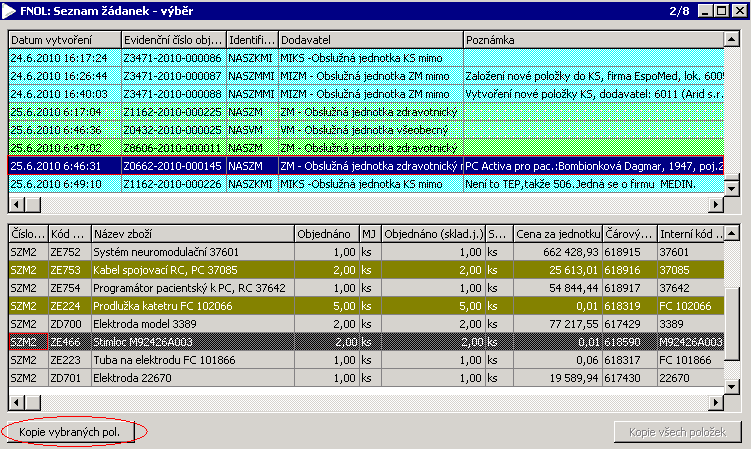 FNOL: Seznam žádanek - výběr 2/8
Datum vytvoření Evidenční číslo obj... Identifi... Dodavatel Poznámka
24.6.2010 16:17:24 Z3471-2010-000086 NASZKMI MIKS -Obslužná jednotka KS mimo
24.6.2010 16:26:44 Z3471-2010-000087 NASZMMI MIZM - Obslužná jednotka ZM mimo Založení nové položky do KS, firma EspoMed, lok. 6005
24.6.2010 16:40:03 Z3471-2010-000088 NASZMMI MIZM - Obslužná jednotka ZM mimo Vytvoření nové položky KS, dodavatel: 6011 (Arid s.r.
25.6.2010 6:17:04 Z1162-2010-000225 NASZM ZM - Obslužná jednotka zdravotnický
25.6.2010 6:46:36 Z0432-2010-000025 NASVM VM - Obslužná jednotka všeobecný
25.6.2010 6:47:02 Z8606-2010-000011 NASZM ZM - Obslužná jednotka zdravotnický
25.6.2010 6:46:31 Z0662-2010-000145 NASZM ZM - Obslužná jednotka zdravotnický PC Activa pro pac.:Bombionková Dagmar, 1947, poj.2
25.6.2010 6:49:10 Z1162-2010-000226 NASZKMI MIKS -Obslužná jednotka KS mimo Není to TEP,takže 506.Jedná se o firmu MEDIN.
Číslo... Kód ... Název zboží Objednáno MJ Objednáno (sklad.j.) S... Cena za jednotku Čárový... Interní kód ...
SZM2 ZE752 Systém neuromodulační 37601 1,00 ks 1,00 ks 662 428,93 618915 37601
SZM2 ZE753 Kabel spojovací RC, PC 37085 2,00 ks 2,00 ks 25 613,01 618916 37085
SZM2 ZE754 Programátor pacientský k PC, RC 37642 1,00 ks 1,00 ks 54 844,44 618917 37642
SZM2 ZE224 Prodlužka katetru FC 102066 5,00 ks 5,00 ks 0,01 618319 FC 102066
SZM2 ZD700 Elektroda model 3389 2,00 ks 2,00 ks 77 217,55 617429 3389
SZM2 ZE466 Stimloc M92426A003 2,00 ks 2,00 ks 0,01 618590 M92426A003
SZM2 ZE223 Tuba na elektrodu FC 101866 1,00 ks 1,00 ks 0,06 618317 FC 101866
SZM2 ZD701 Elektroda 22670 1,00 ks 1,00 ks 19 589,94 617430 22670
Kopie vybraných pol. Kopie všech položek